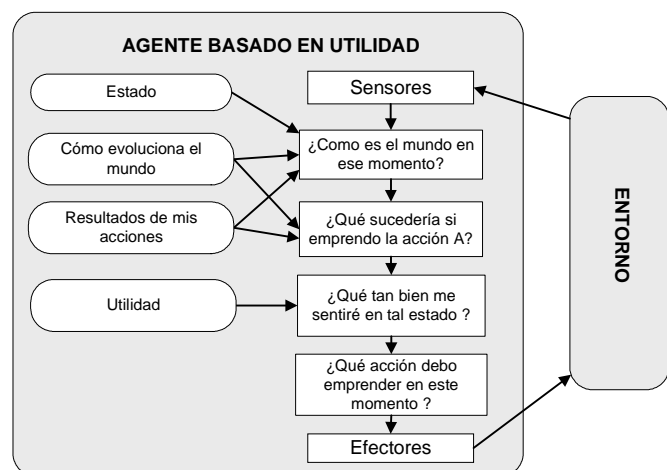 AGENTE BASADO EN UTILIDAD
Estado
Sensores
Cómo evoluciona el
mundo
¿Como es el mundo en
ese momento?
Resultados de mis
acciones
¿Qué sucedería si
emprendo la acción A?
Utilidad
¿Qué tan bien me
sentiré en tal estado ?
¿Qué acción debo
emprender en este
momento ?
Efectores
ENTORNO